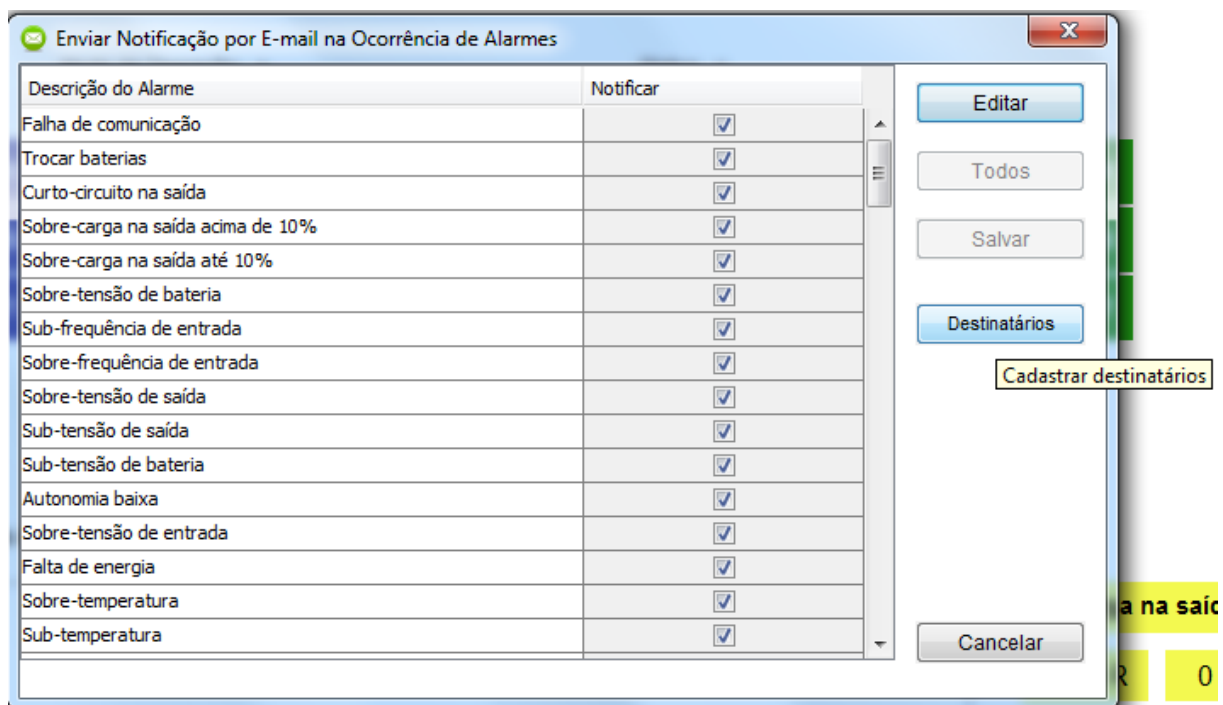 Enviar Notificação por E-mail na Ocorrência de Alarmes
Descrição do Alarme Notificar
Falha de comunicação
Trocar baterias
Curto-circuito na saída
Sobre-carga na saída acima de 10%
Sobre-carga na saída até 10%
Sobre-tensão de bateria
Sub-frequência de entrada
Sobre-frequência de entrada
Sobre-tensão de saída
Sub-tensão de saída
Sub-tensão de bateria
Autonomia baixa
Sobre-tensão de entrada
Falta de energia
Sobre-temperatura
Sub-temperatura
Editar
Todos
Salvar
Destinatários
Cadastrar destinatários
Cancelar
a na saíd
R 0